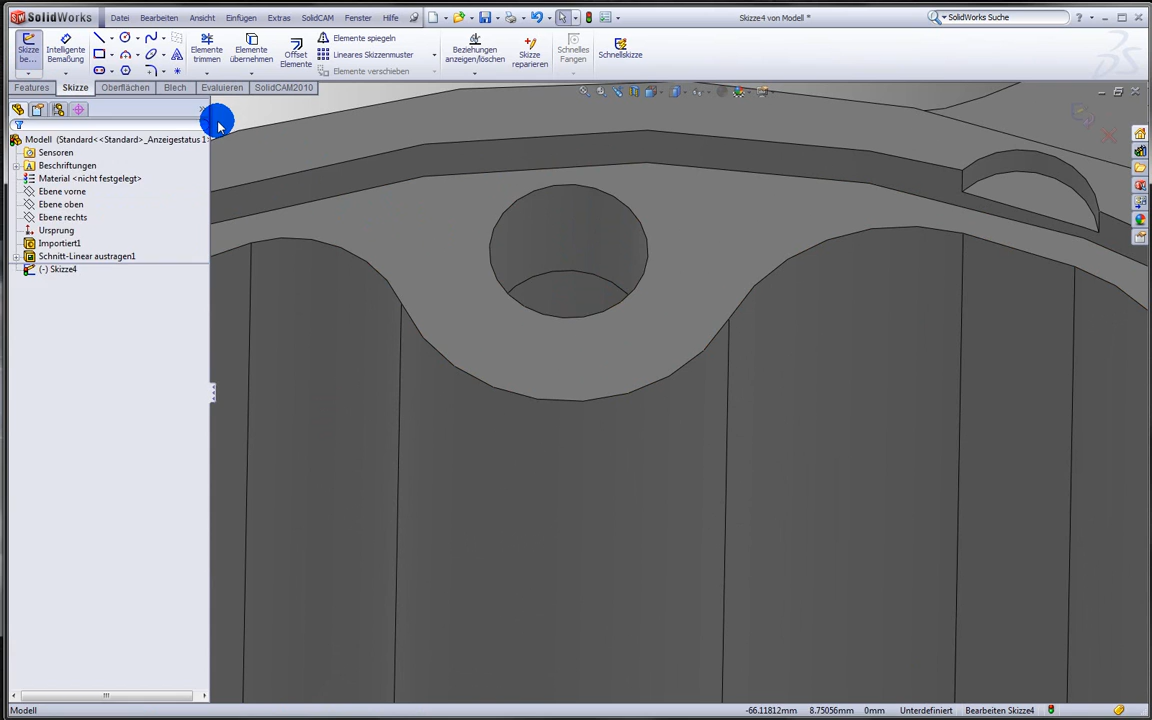 SolidWorks
Datei Bearbeiten Ansicht Einfügen Extras SolidCAM Fenster Hilfe
Skizze4 von Modell *
SolidWorks Suche
Skizze be...
Intelligente Bemaßung
Elemente trimmen
Elemente übernehmen
Offset Elemente
Elemente spiegeln
Lineares Skizzenmuster
Elemente verschieben
Beziehungen anzeigen/löschen
Skizze reparieren
Schnelles Fangen
Schnellskizze
Features Skizze Oberflächen Blech Evaluieren SolidCAM2010
Modell (Standard<<Standard>_Anzeigestatus 1>
Sensoren
Beschriftungen
Material <nicht festgelegt>
Ebene vorne
Ebene oben
Ebene rechts
Ursprung
Importiert1
Schnitt-Linear austragen1
(-) Skizze4
Modell
-66.11812mm 8.75056mm 0mm Unterdefiniert Bearbeiten Skizze4